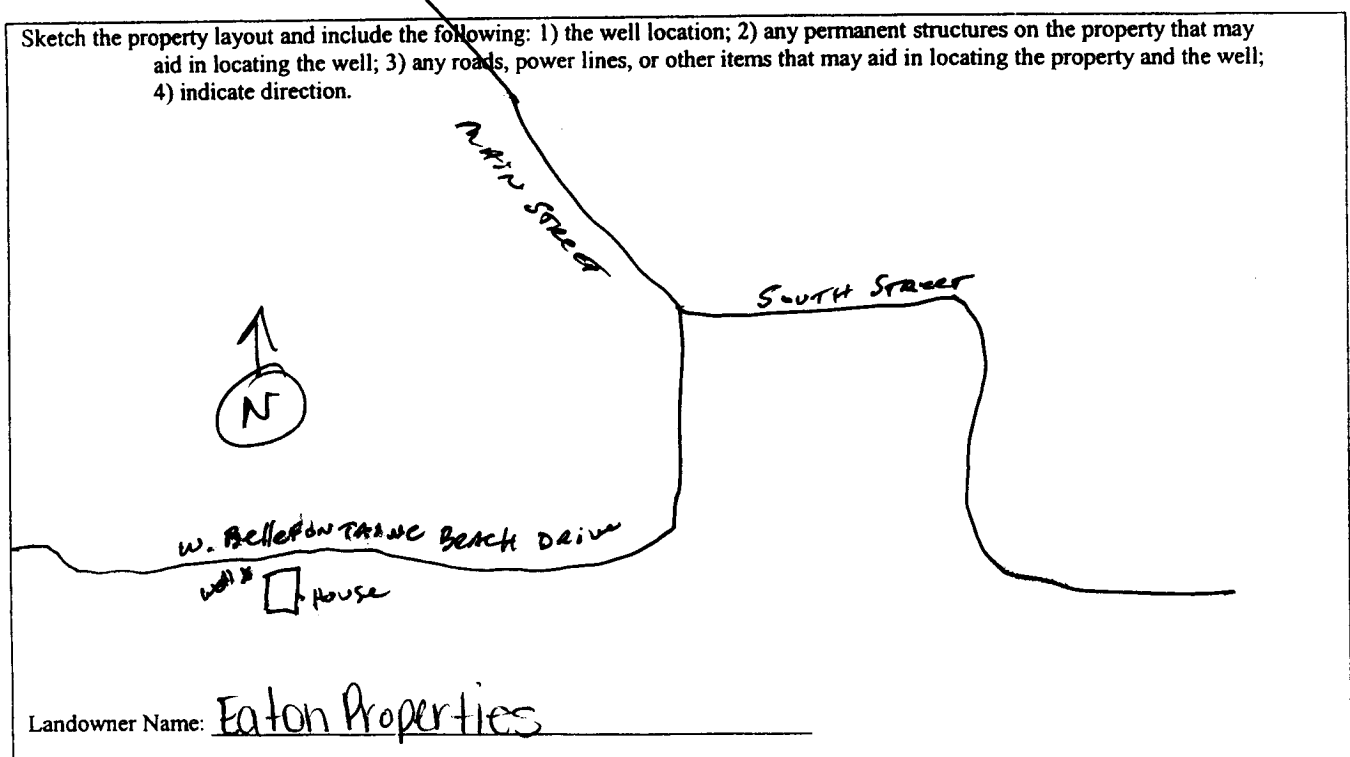 Sketch the property layout and include the following: 1) the well location; 2) any permanent structures on the property that may
aid in locating the well; 3) any roads, power lines, or other items that may aid in locating the property and the well;
4) indicate direction.
MAIN STREET
SOUTH STREET
N
W. BELLEFONTAINE BEACH DRIVE
well x
House
Landowner Name: Eaton Properties